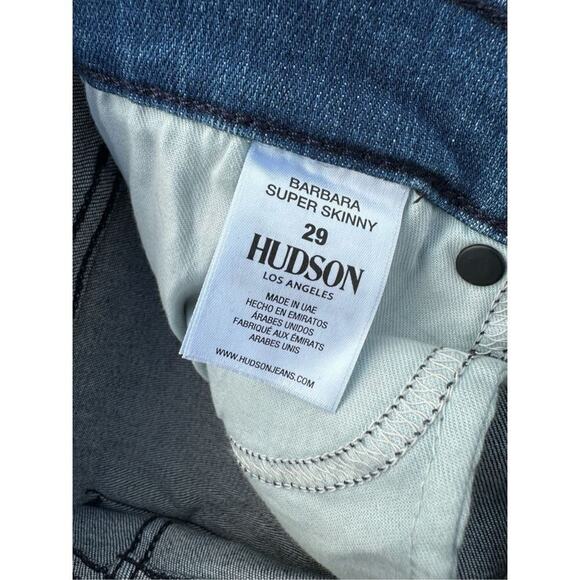 BARBARA
SUPER SKINNY
29
HUDSON
LOS ANGELES
MADE IN UAE
HECHO EN EMIRATOS
ÁRABES UNIDOS
FABRIQUÉ AUX ÉMIRATS
ARABES UNIS
WWW.HUDSONJEANS.COM